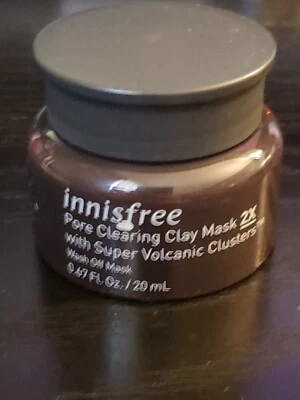 innisfree
Pore Clearing Clay Mask 2X
with Super Volcanic Clusters™
Wash Off Mask
0.67 Fl. Oz. / 20 mL